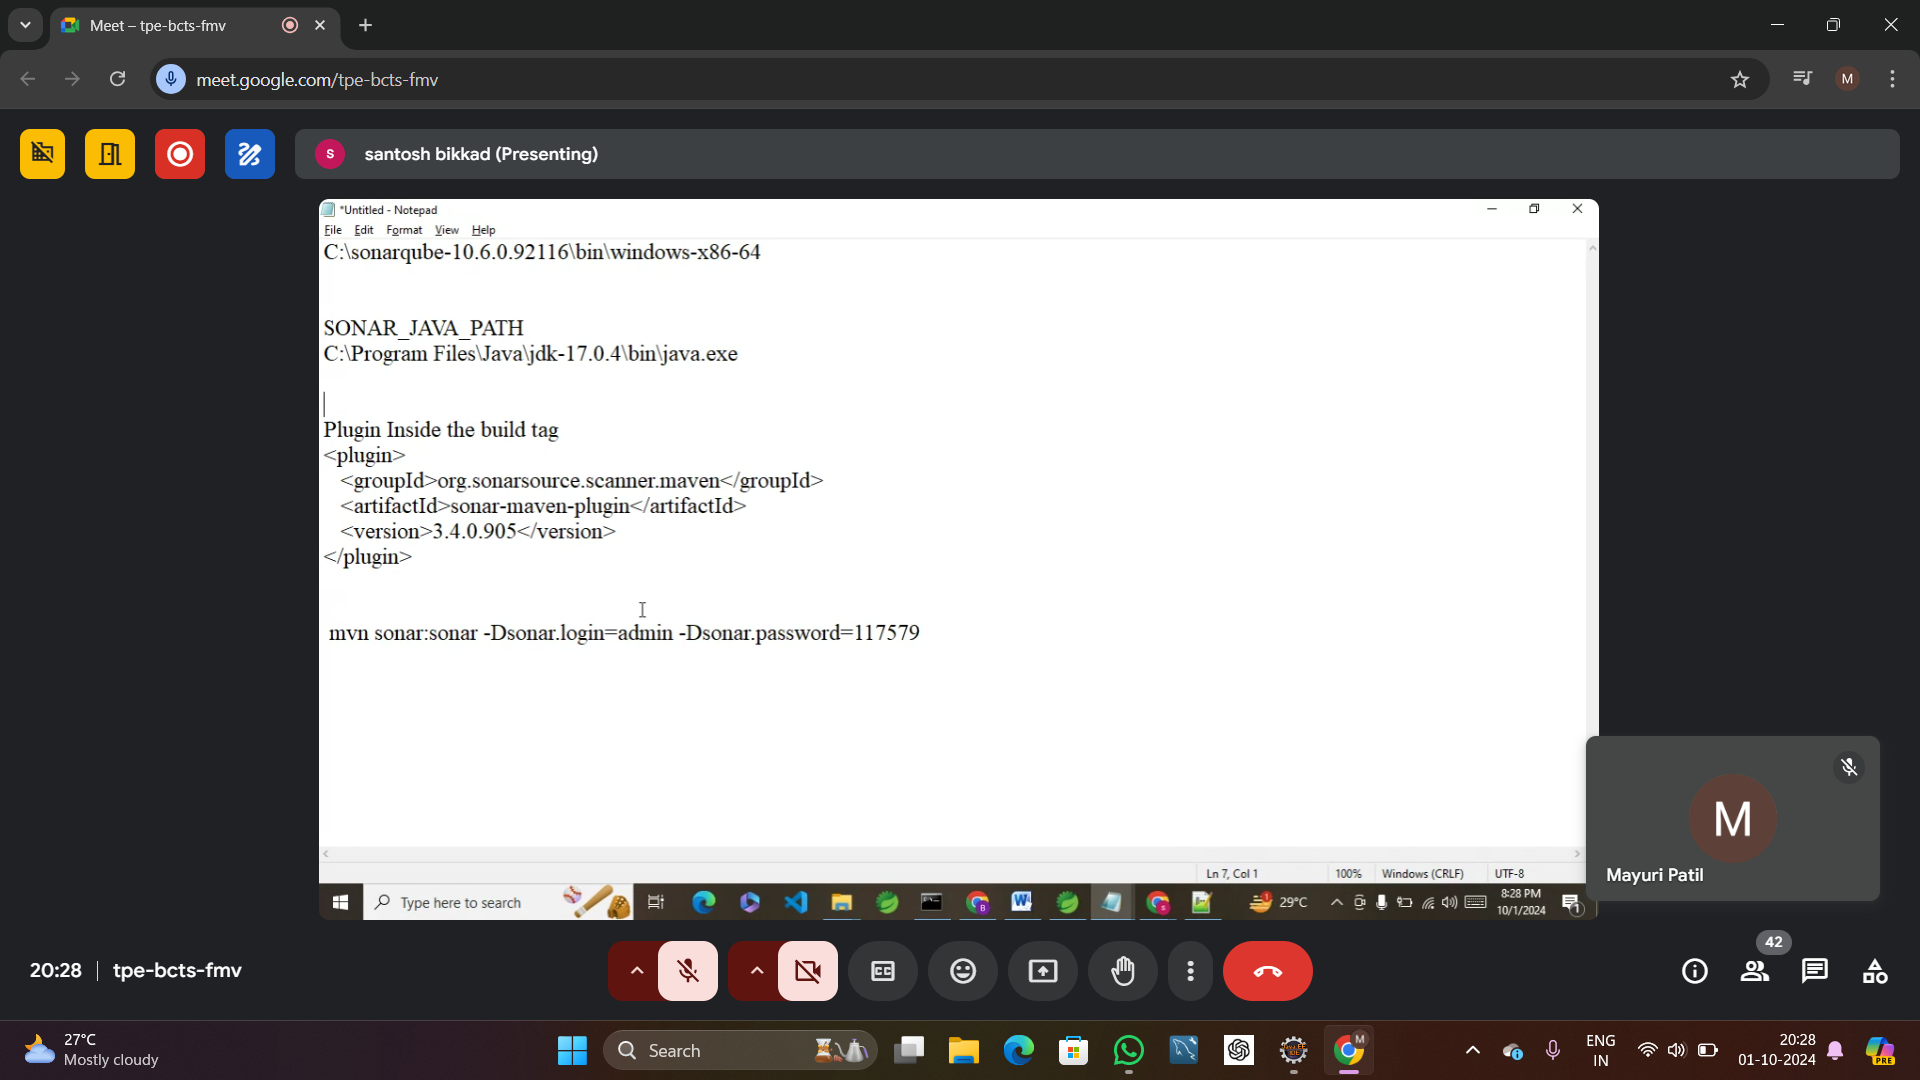 Meet – tpe-bcts-fmv
meet.google.com/tpe-bcts-fmv
M
S
santosh bikkad (Presenting)
*Untitled - Notepad
File Edit Format View Help
C:\sonarqube-10.6.0.92116\bin\windows-x86-64
SONAR_JAVA_PATH
C:\Program Files\Java\jdk-17.0.4\bin\java.exe
Plugin Inside the build tag
<plugin>
<groupId>org.sonarsource.scanner.maven</groupId>
<artifactId>sonar-maven-plugin</artifactId>
<version>3.4.0.905</version>
</plugin>
mvn sonar:sonar -Dsonar.login=admin -Dsonar.password=117579
Ln 7, Col 1 100% Windows (CRLF) UTF-8
Type here to search
29°C
8:28 PM
10/1/2024
M
Mayuri Patil
20:28 tpe-bcts-fmv
42
27°C
Mostly cloudy
Search
ENG
IN
20:28
01-10-2024